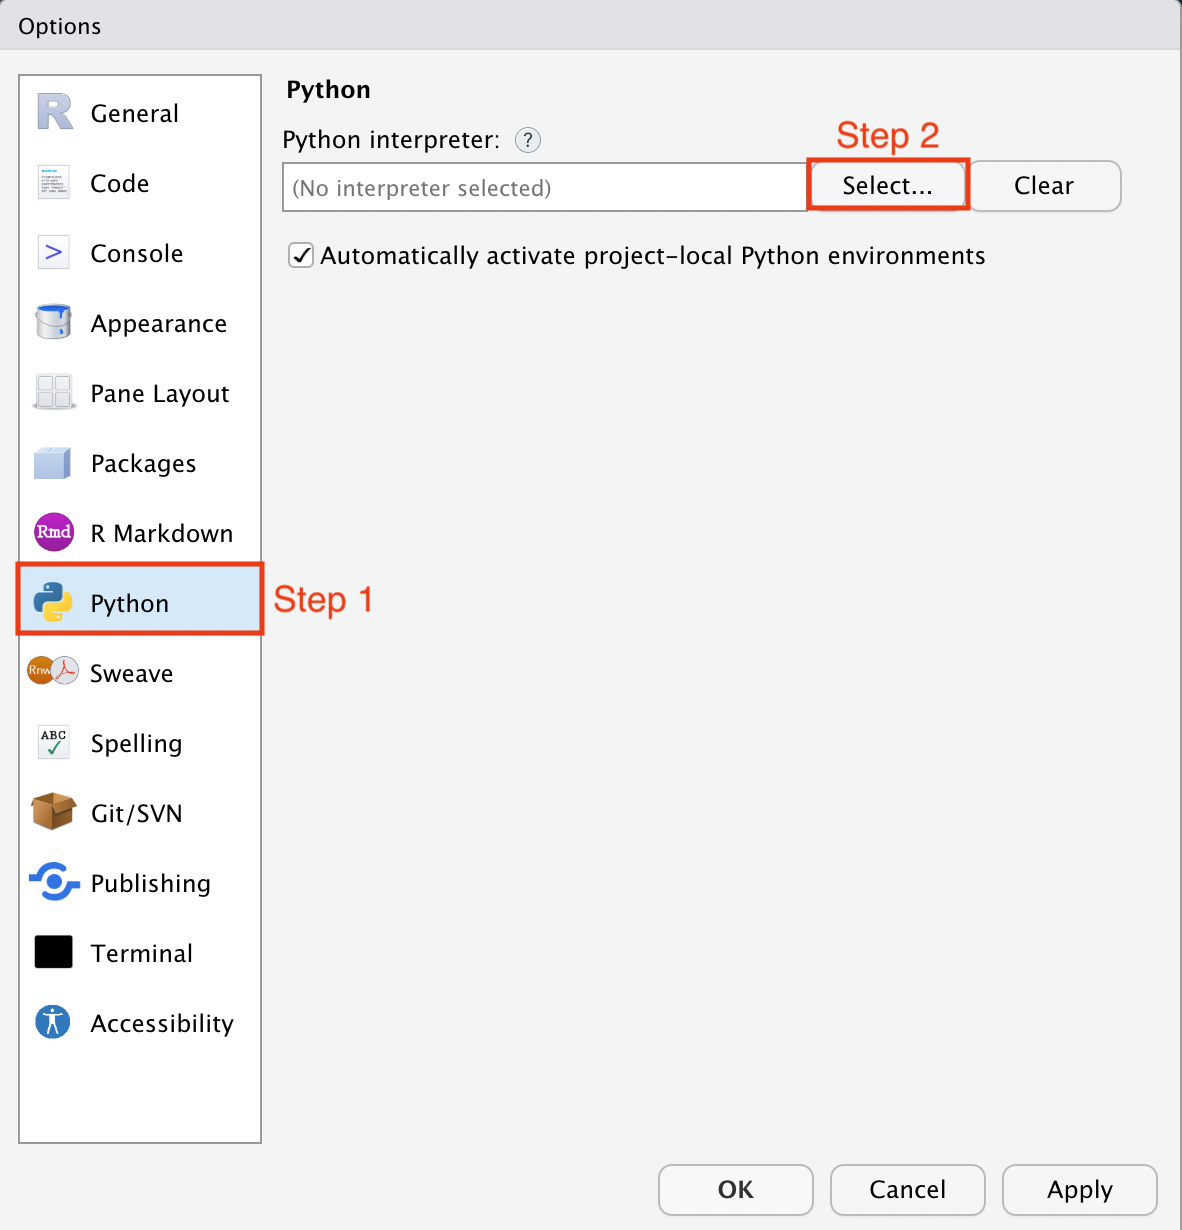 Options
General
Code
Console
Appearance
Pane Layout
Packages
Rmd
R Markdown
Python
Step 1
Rnw
Sweave
ABC
Spelling
Git/SVN
Publishing
Terminal
Accessibility
Python
Python interpreter: ?
Step 2
(No interpreter selected)
Select...
Clear
Automatically activate project-local Python environments
OK
Cancel
Apply